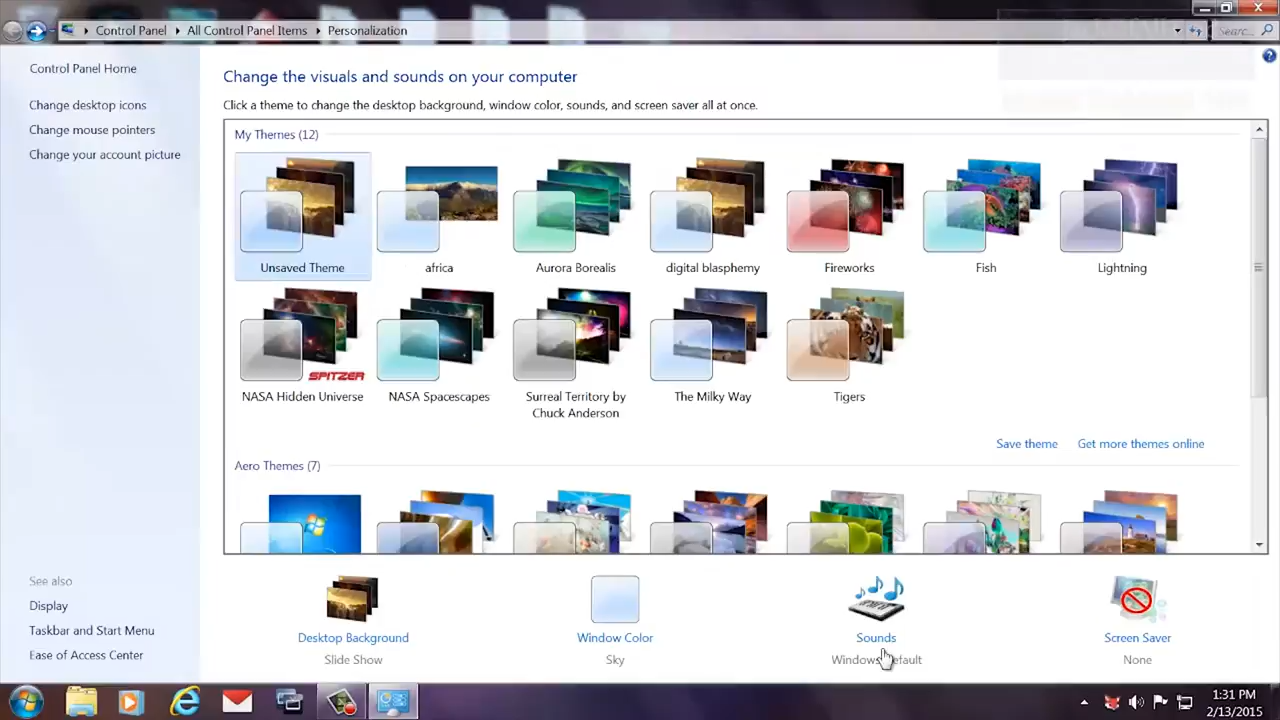 Control Panel
All Control Panel Items
Personalization
Searc...
Control Panel Home
Change desktop icons
Change mouse pointers
Change your account picture
Change the visuals and sounds on your computer
Click a theme to change the desktop background, window color, sounds, and screen saver all at once.
My Themes (12)
Unsaved Theme
africa
Aurora Borealis
digital blasphemy
Fireworks
Fish
Lightning
SPITZER
NASA Hidden Universe
NASA Spacescapes
Surreal Territory by
Chuck Anderson
The Milky Way
Tigers
Save theme
Get more themes online
Aero Themes (7)
See also
Display
Taskbar and Start Menu
Ease of Access Center
Desktop Background
Slide Show
Window Color
Sky
Sounds
Windows Default
Screen Saver
None
1:31 PM
2/13/2015